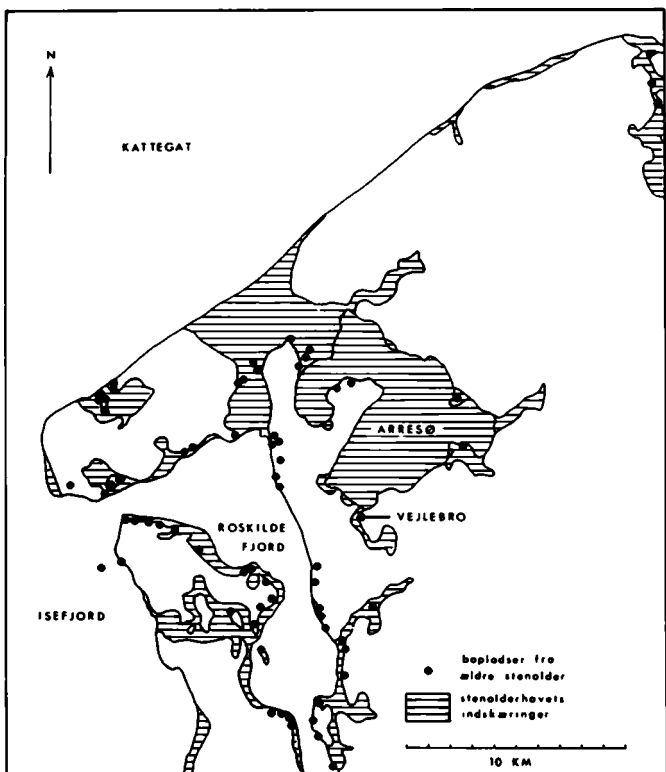 N
KATTEGAT
ARRESØ
VEJLEBRO
ROSKILDE
FJORD
ISEFJORD
bopladser fra
ældre stenalder
stenalderhavets
indskæringer
10 KM